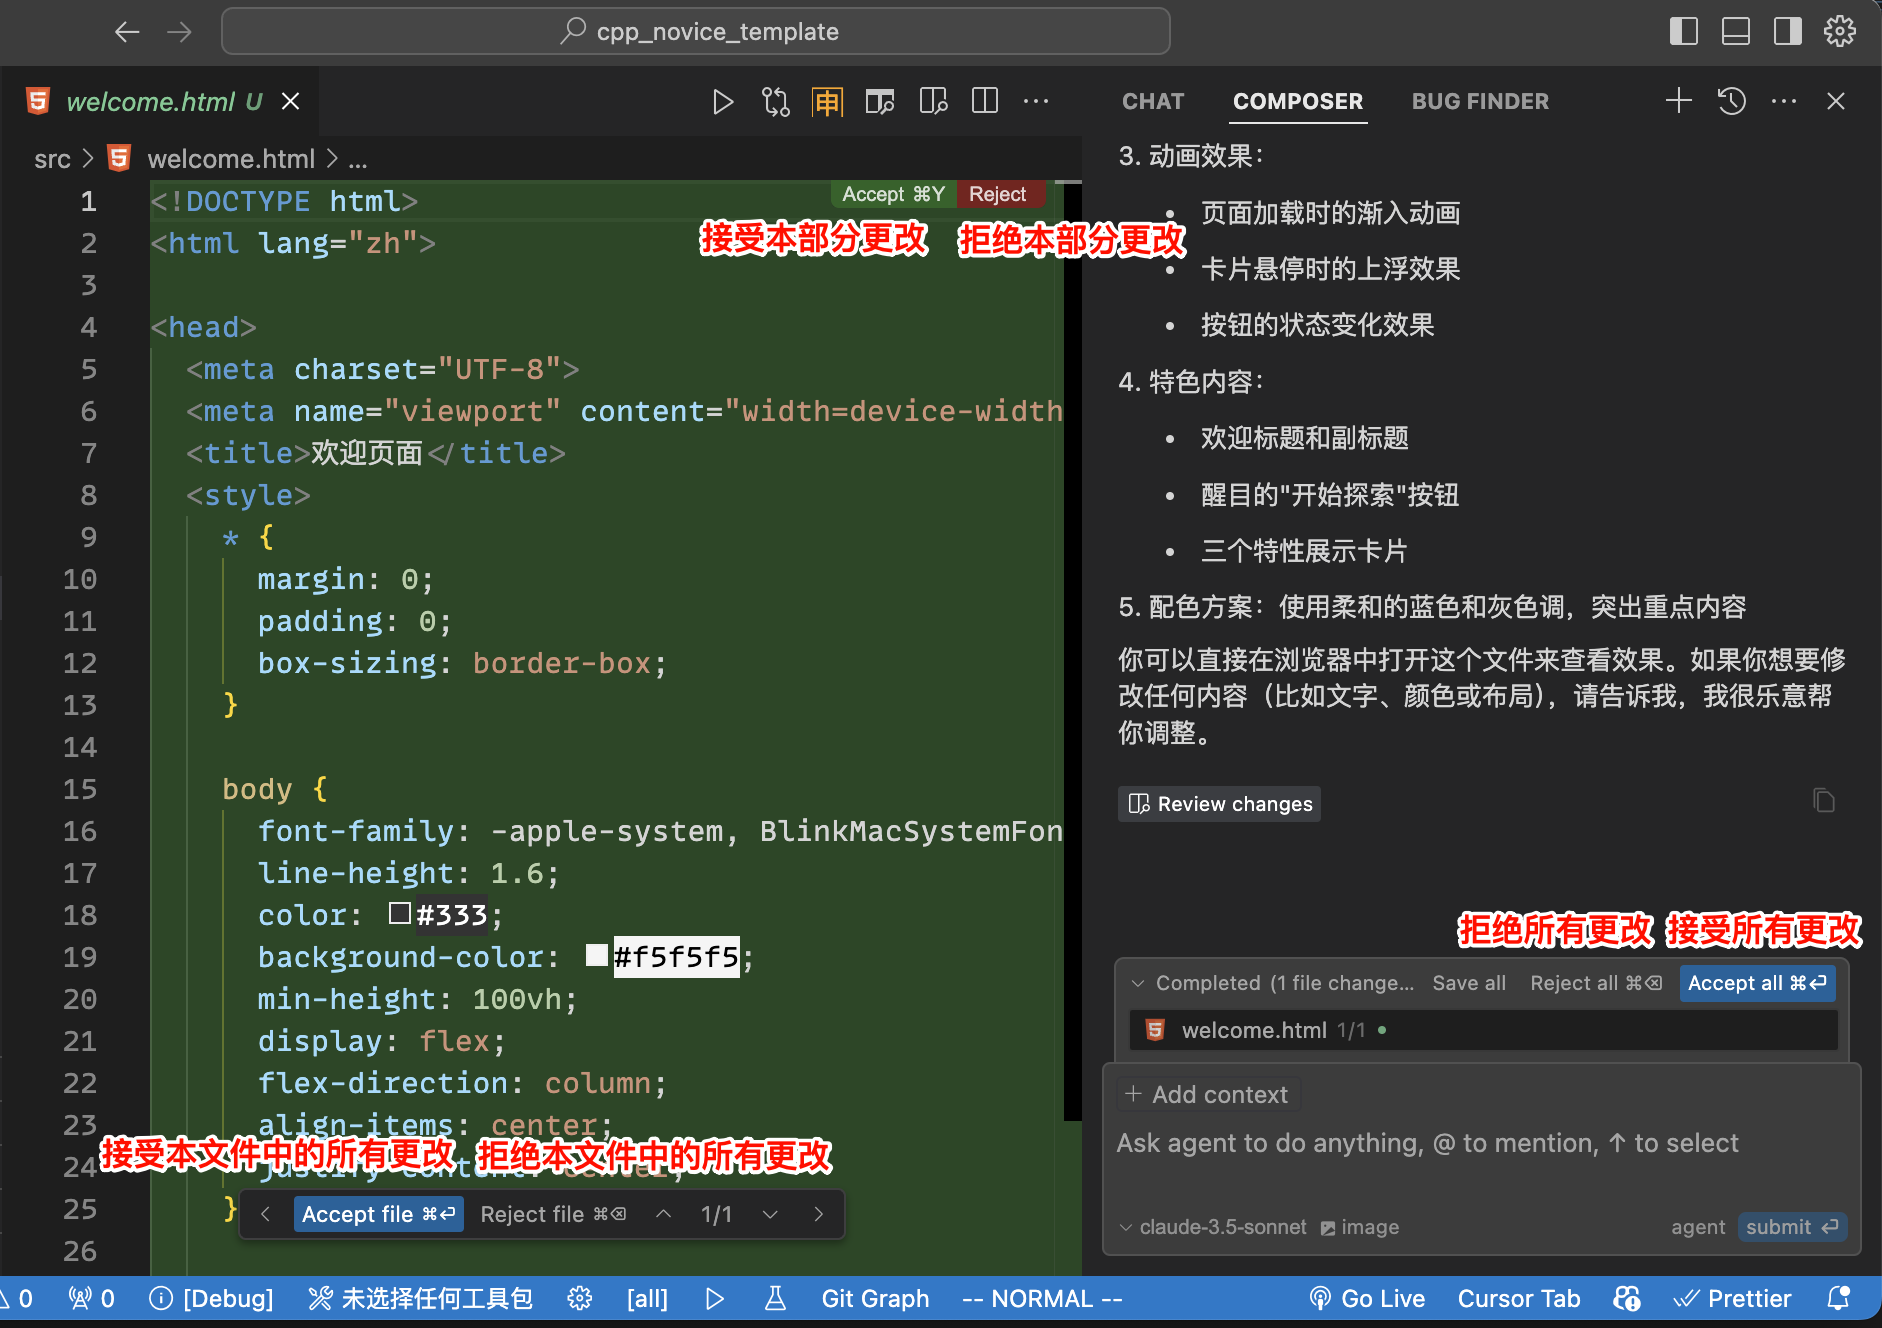 cpp_novice_template
welcome.html U
CHAT
COMPOSER
BUG FINDER
src > welcome.html > ...
Accept ⌘Y
Reject
接受本部分更改
拒绝本部分更改
1 <!DOCTYPE html>
2 <html lang="zh">
3
4 <head>
5 <meta charset="UTF-8">
6 <meta name="viewport" content="width=device-width
7 <title>欢迎页面</title>
8 <style>
9 * {
10 margin: 0;
11 padding: 0;
12 box-sizing: border-box;
13 }
14
15 body {
16 font-family: -apple-system, BlinkMacSystemFon
17 line-height: 1.6;
18 color: #333;
19 background-color: #f5f5f5;
20 min-height: 100vh;
21 display: flex;
22 flex-direction: column;
23 align-items: center;
接受本文件中的所有更改
拒绝本文件中的所有更改
24 justify-content: center;
25 }
26
Accept file ⌘⏎
Reject file ⌘⌫
1/1
3. 动画效果：
• 页面加载时的渐入动画
• 卡片悬停时的上浮效果
• 按钮的状态变化效果
4. 特色内容：
• 欢迎标题和副标题
• 醒目的"开始探索"按钮
• 三个特性展示卡片
5. 配色方案：使用柔和的蓝色和灰色调，突出重点内容
你可以直接在浏览器中打开这个文件来查看效果。如果你想要修
改任何内容（比如文字、颜色或布局），请告诉我，我很乐意帮
你调整。
Review changes
拒绝所有更改
接受所有更改
Completed (1 file change...
Save all
Reject all ⌘⌫
Accept all ⌘⏎
welcome.html 1/1
+ Add context
Ask agent to do anything, @ to mention, ↑ to select
claude-3.5-sonnet
image
agent
submit ⏎
0
0
[Debug]
未选择任何工具包
[all]
Git Graph
-- NORMAL --
Go Live
Cursor Tab
Prettier